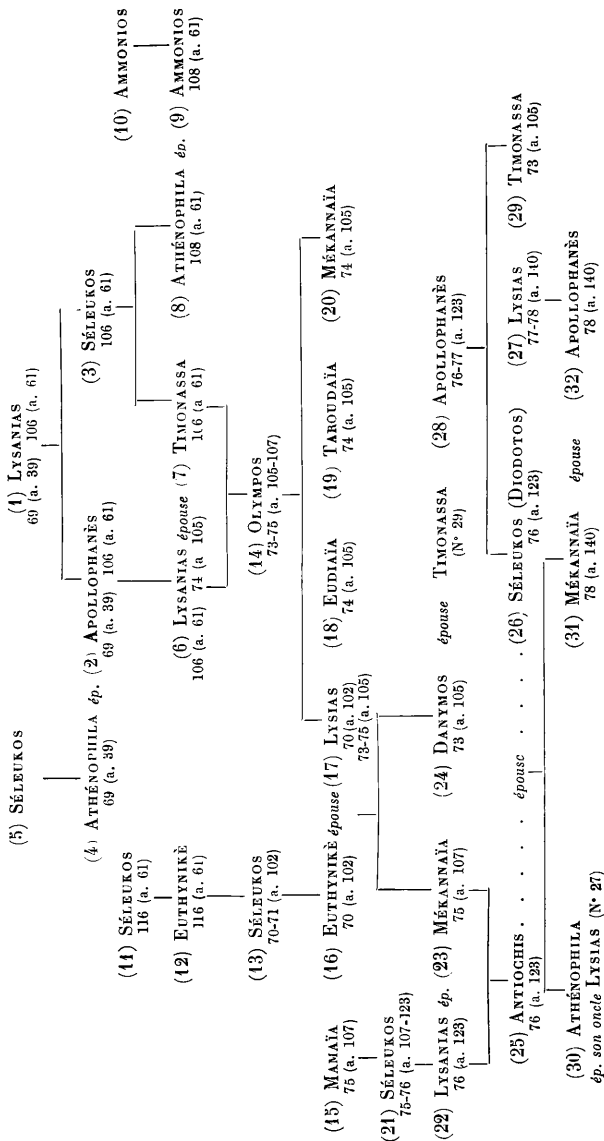 (1) LYSANIAS
69 (a. 39) 106 (a. 61)
(5) SÉLEUKOS
(3) SÉLEUKOS
106 (a. 61)
(10) AMMONIOS
(4) ATHÉNOPHILA ép. (2) APOLLOPHANÈS
69 (a. 39) 69 (a. 39) 106 (a. 61)
(11) SÉLEUKOS
116 (a. 61)
(12) EUTHYNIKÈ
116 (a. 61)
(6) LYSANIAS épouse (7) TIMONASSA
74 (a 105) 106 (a 61)
106 (a. 61)
(8) ATHÉNOPHILA ép. (9) AMMONIOS
108 (a. 61) 108 (a. 61)
(13) SÉLEUKOS
70-71 (a. 102)
(14) OLYMPOS
73-75 (a. 105-107)
(15) MAMAÏA
75 (a. 107)
(16) EUTHYNIKÈ épouse (17) LYSIAS
70 (a. 102) 70 (a. 102)
73-75 (a. 105)
(18) EUDIAÏA
74 (a. 105)
(19) TAROUDAÏA
74 (a. 105)
(20) MÉKANNAÏA
74 (a. 105)
(21) SÉLEUKOS
75-76 (a. 107-123)
(22) LYSANIAS ép. (23) MÉKANNAÏA
76 (a. 123) 75 (a. 107)
(24) DANYMOS épouse TIMONASSA
73 (a. 105) (N° 29)
(28) APOLLOPHANÈS
76-77 (a. 123)
(25) ANTIOCHIS . . . . . épouse . . . . . (26) SÉLEUKOS (DIODOTOS)
76 (a. 123) 76 (a. 123)
(27) LYSIAS
77-78 (a. 140)
(29) TIMONASSA
73 (a. 105)
(30) ATHÉNOPHILA
ép. son oncle LYSIAS (N° 27)
(31) MÉKANNAÏA épouse (32) APOLLOPHANÈS
78 (a. 140) 78 (a. 140)